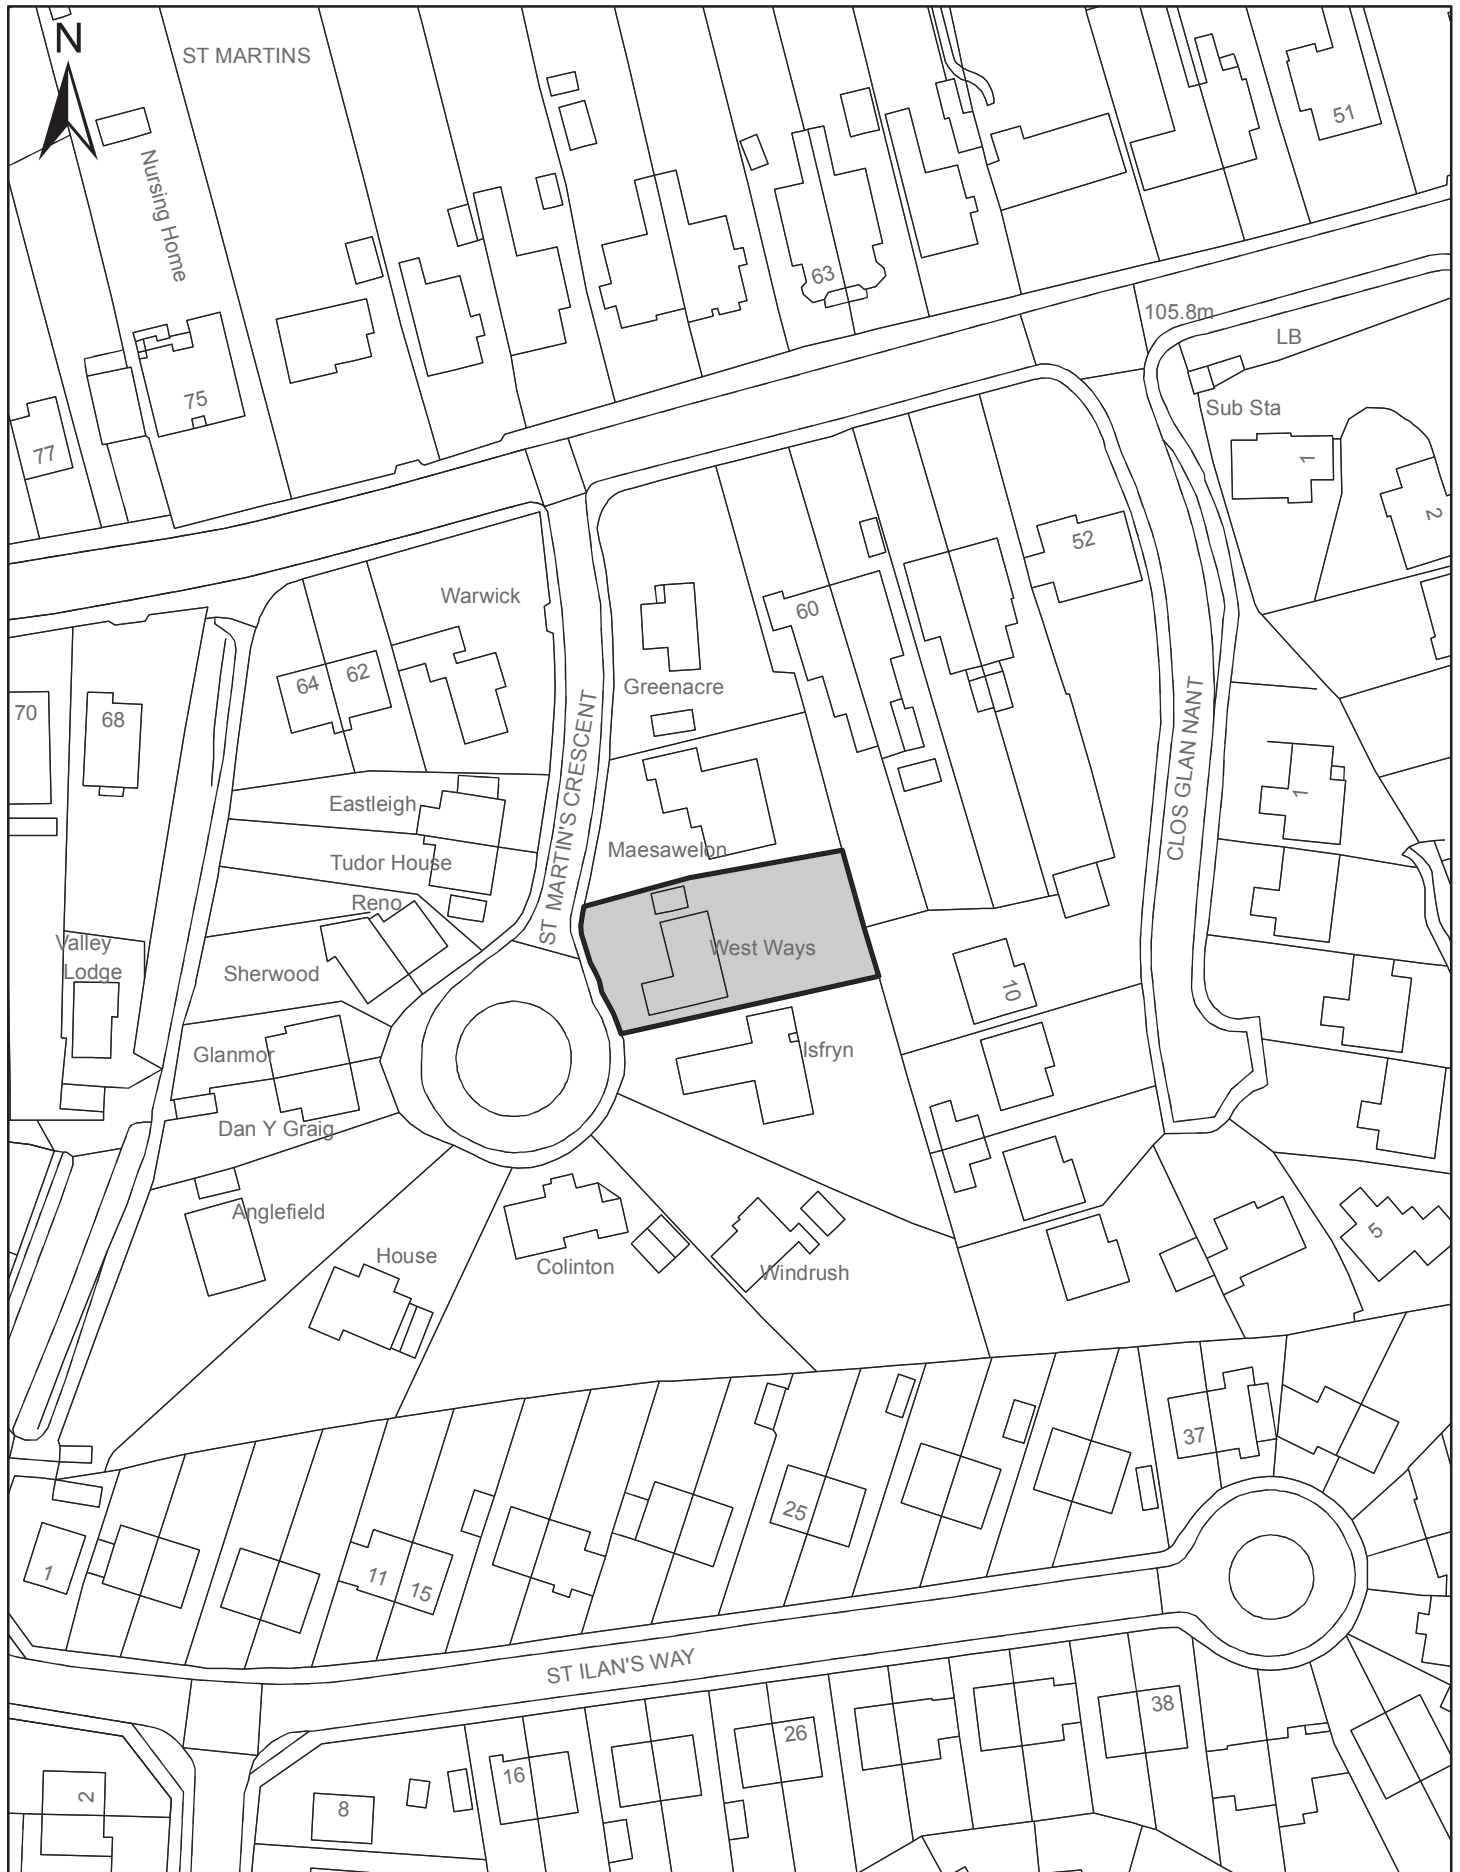 N
ST MARTINS
Nursing Home
51
63
105.8m
LB
Sub Sta
75
77
1
2
52
Warwick
60
64
62
Greenacre
70
68
ST MARTIN'S CRESCENT
CLOS GLAN NANT
Eastleigh
1
Maesawelon
Tudor House
Reno
Valley
Lodge
Sherwood
West Ways
10
Glanmor
Isfryn
Dan Y Graig
Anglefield
House
Colinton
Windrush
5
37
25
1
11
15
ST ILAN'S WAY
38
26
16
2
8